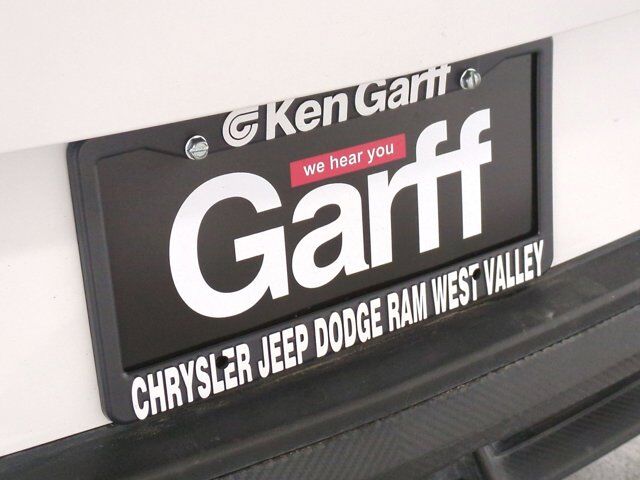 Ken Garff
we hear you
Garff
CHRYSLER JEEP DODGE RAM WEST VALLEY